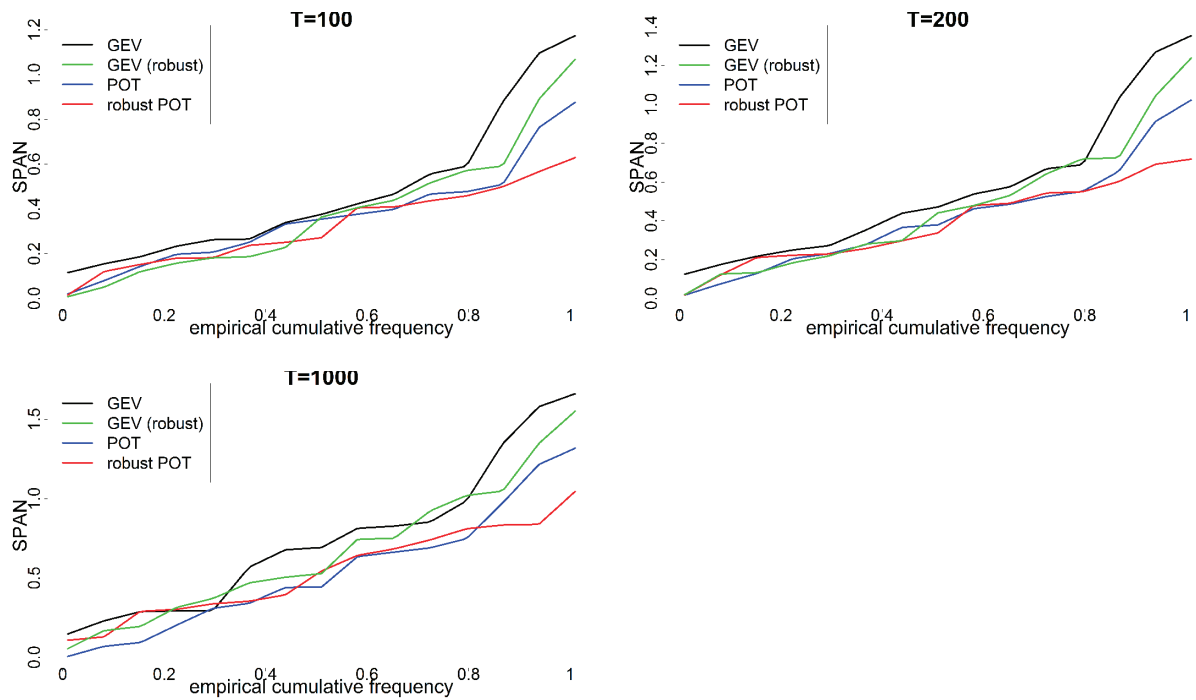 T=100
GEV
GEV (robust)
POT
robust POT
SPAN
0.0 0.2 0.4 0.6 0.8 1.0 1.2
0 0.2 0.4 0.6 0.8 1
empirical cumulative frequency
T=200
GEV
GEV (robust)
POT
robust POT
SPAN
0.0 0.2 0.4 0.6 0.8 1.0 1.2 1.4
0 0.2 0.4 0.6 0.8 1
empirical cumulative frequency
T=1000
GEV
GEV (robust)
POT
robust POT
SPAN
0.0 0.5 1.0 1.5
0 0.2 0.4 0.6 0.8 1
empirical cumulative frequency